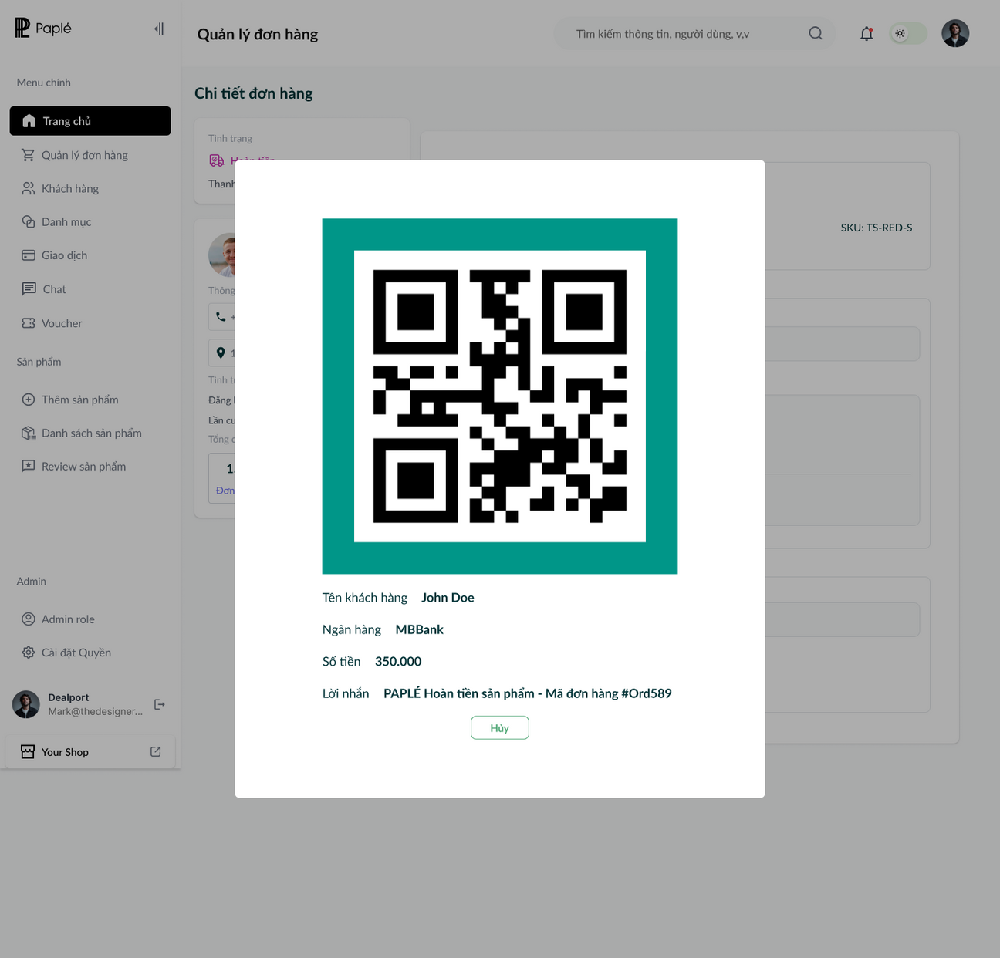 Paplé
Quản lý đơn hàng
Tìm kiếm thông tin, người dùng, v,v
Menu chính
Trang chủ
Quản lý đơn hàng
Khách hàng
Danh mục
Giao dịch
Chat
Voucher
Sản phẩm
Thêm sản phẩm
Danh sách sản phẩm
Review sản phẩm
Admin
Admin role
Cài đặt Quyền
Dealport
Mark@thedesigner...
Your Shop
Chi tiết đơn hàng
Tình trạng
Hoàn tiền
Thanh
SKU: TS-RED-S
Thông
+
1
Tình
Đăng
Lần
Tổng
1
Đơn
Tên khách hàng John Doe
Ngân hàng MBBank
Số tiền 350.000
Lời nhắn PAPLÉ Hoàn tiền sản phẩm - Mã đơn hàng #Ord589
Hủy